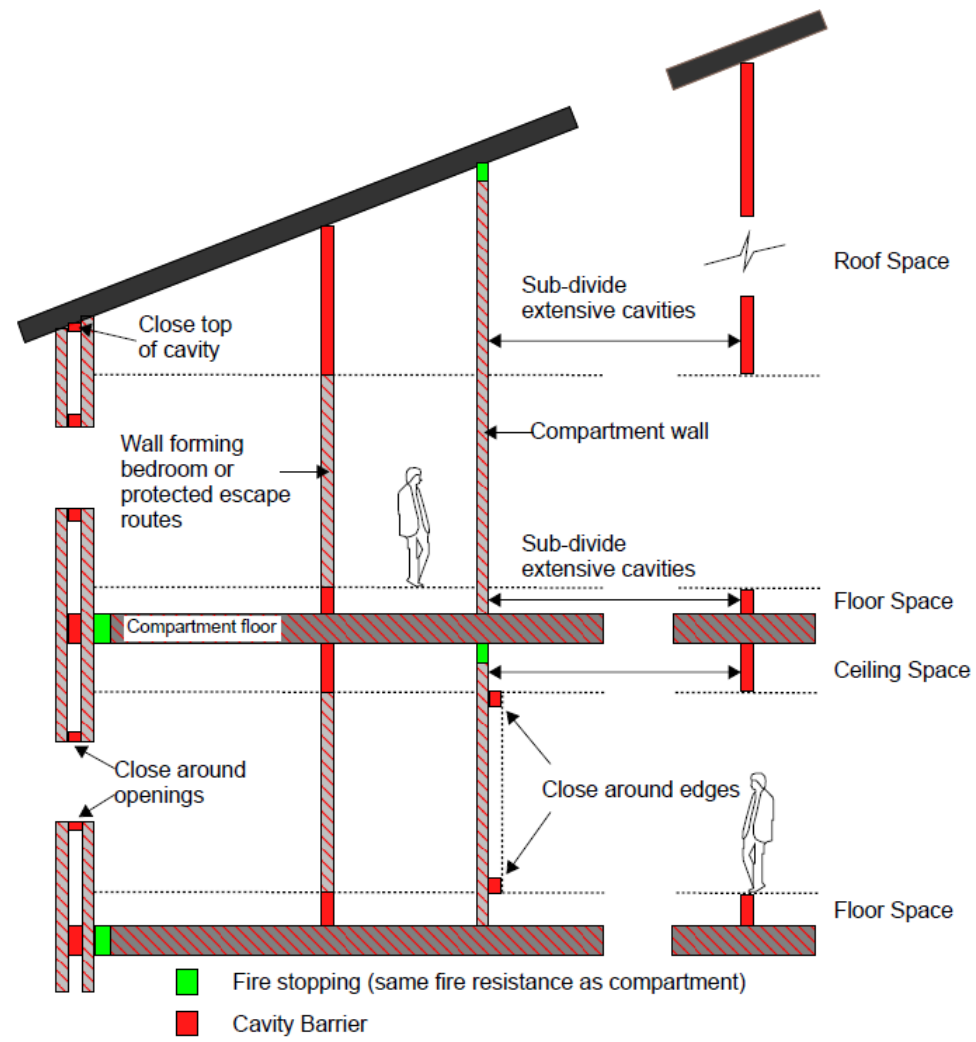 Roof Space
Sub-divide
extensive cavities
Close top
of cavity
Compartment wall
Wall forming
bedroom or
protected escape
routes
Sub-divide
extensive cavities
Floor Space
Compartment floor
Ceiling Space
Close around
openings
Close around edges
Floor Space
Fire stopping (same fire resistance as compartment)
Cavity Barrier